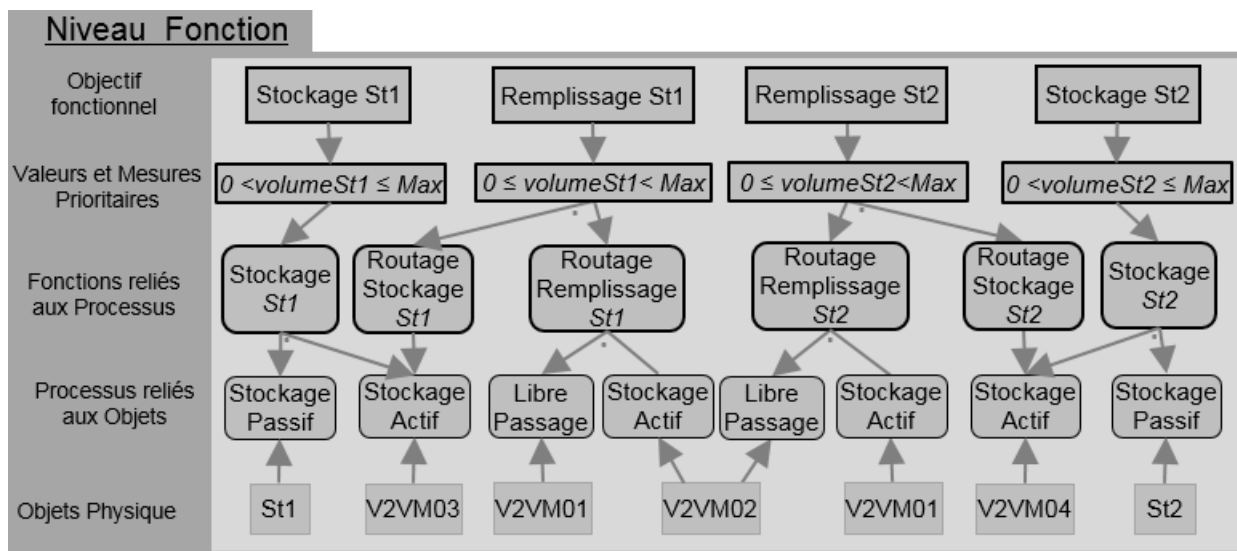 Niveau Fonction
Objectif
fonctionnel
Stockage St1
Remplissage St1
Remplissage St2
Stockage St2
Valeurs et Mesures
Prioritaires
0 <volumeSt1 ≤ Max
0 ≤ volumeSt1< Max
0 ≤ volumeSt2<Max
0 <volumeSt2 ≤ Max
Fonctions reliés
aux Processus
Stockage
St1
Routage
Stockage
St1
Routage
Remplissage
St1
Routage
Remplissage
St2
Routage
Stockage
St2
Stockage
St2
Processus reliés
aux Objets
Stockage
Passif
Stockage
Actif
Libre
Passage
Stockage
Actif
Libre
Passage
Stockage
Actif
Stockage
Actif
Stockage
Passif
Objets Physique
St1
V2VM03
V2VM01
V2VM02
V2VM01
V2VM04
St2